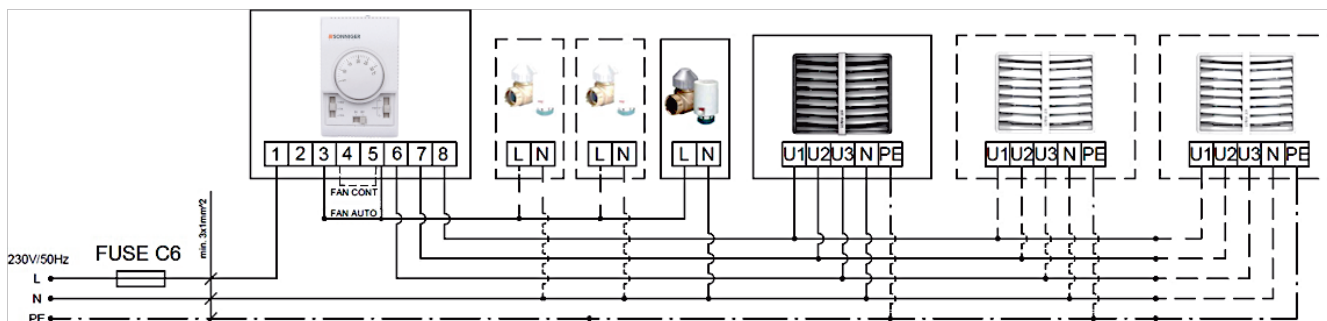 SONNIGER
1 2 3 4 5 6 7 8
L N
L N
L N
U1 U2 U3 N PE
U1 U2 U3 N PE
U1 U2 U3 N PE
FAN CONT
FAN AUTO
min. 3x1mm^2
230V/50Hz
FUSE C6
L
N
PE